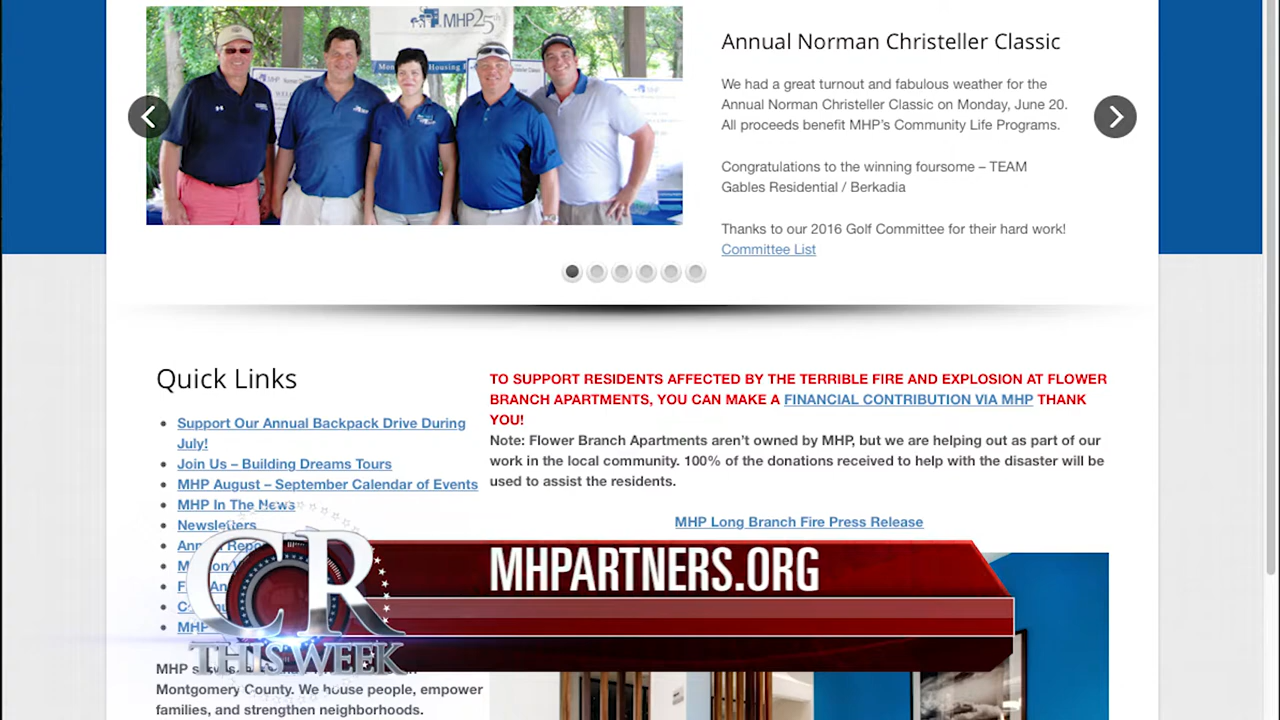 MHP25th
Annual Norman Christeller Classic
We had a great turnout and fabulous weather for the
Annual Norman Christeller Classic on Monday, June 20.
All proceeds benefit MHP's Community Life Programs.
Congratulations to the winning foursome – TEAM
Gables Residential / Berkadia
Thanks to our 2016 Golf Committee for their hard work!
Committee List
Quick Links
Support Our Annual Backpack Drive During
July!
Join Us – Building Dreams Tours
MHP August – September Calendar of Events
MHP In The News
Newsletters
MHP
TO SUPPORT RESIDENTS AFFECTED BY THE TERRIBLE FIRE AND EXPLOSION AT FLOWER
BRANCH APARTMENTS, YOU CAN MAKE A FINANCIAL CONTRIBUTION VIA MHP THANK
YOU!
Note: Flower Branch Apartments aren't owned by MHP, but we are helping out as part of our
work in the local community. 100% of the donations received to help with the disaster will be
used to assist the residents.
MHP Long Branch Fire Press Release
MHPARTNERS.ORG
CR
THIS WEEK
MHP
Montgomery County. We house people, empower
families, and strengthen neighborhoods.